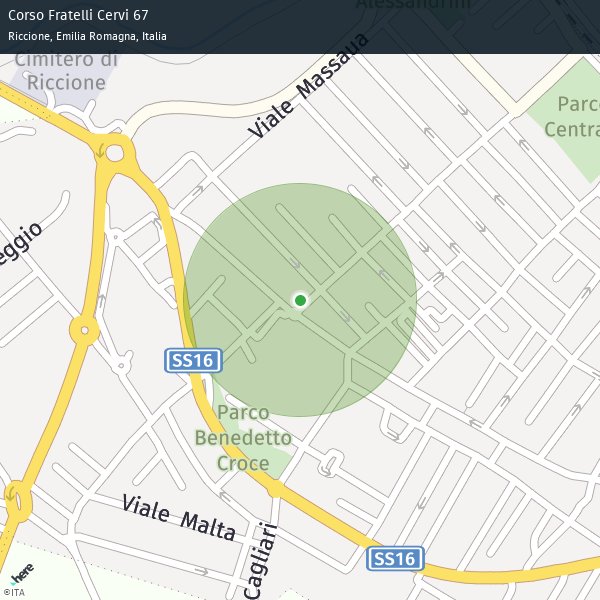 Corso Fratelli Cervi 67
Riccione, Emilia Romagna, Italia
Alessandrini
Cimitero di
Riccione
Viale Massaua
Parco
Centra
eggio
SS16
Parco
Benedetto
Croce
Viale Malta
Cagliari
SS16
here
©ITA